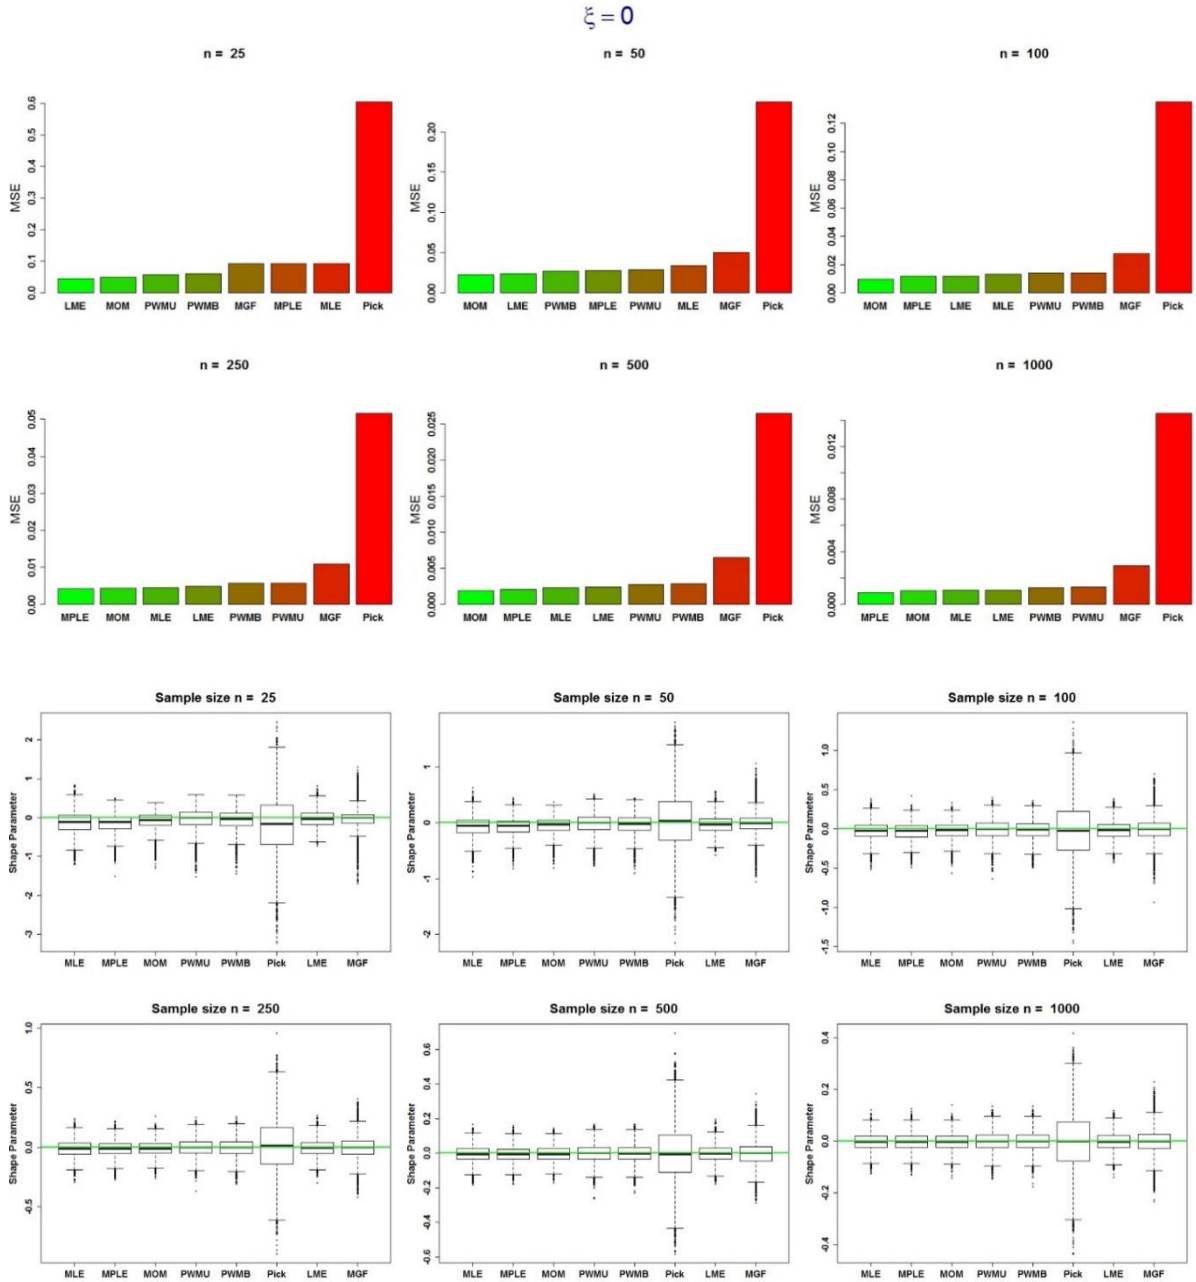 ξ = 0
n = 25
n = 50
n = 100
MSE
0.0 0.1 0.2 0.3 0.4 0.5 0.6
LME MOM PWMU PWMB MGF MPLE MLE Pick
MSE
0.00 0.05 0.10 0.15 0.20
MOM LME PWMB MPLE PWMU MLE MGF Pick
MSE
0.00 0.02 0.04 0.06 0.08 0.12
MOM MPLE LME MLE PWMU PWMB MGF Pick
n = 250
n = 500
n = 1000
MSE
0.00 0.01 0.02 0.03 0.04 0.05
MPLE MOM MLE LME PWMB PWMU MGF Pick
MSE
0.000 0.005 0.010 0.015 0.020 0.025
MOM MPLE MLE LME PWMU PWMB MGF Pick
MSE
0.000 0.004 0.008 0.012
MPLE MOM MLE LME PWMB PWMU MGF Pick
Sample size n = 25
Sample size n = 50
Sample size n = 100
Shape Parameter
-3 -2 -1 0 1 2
MLE MPLE MOM PWMU PWMB Pick LME MGF
Shape Parameter
-2 -1 0 1
MLE MPLE MOM PWMU PWMB Pick LME MGF
Shape Parameter
-1.5 -1.0 -0.5 0.0 0.5 1.0
MLE MPLE MOM PWMU PWMB Pick LME MGF
Sample size n = 250
Sample size n = 500
Sample size n = 1000
Shape Parameter
-0.5 0.0 0.5 1.0
MLE MPLE MOM PWMU PWMB Pick LME MGF
Shape Parameter
-0.6 -0.4 -0.2 0.0 0.2 0.4 0.6
MLE MPLE MOM PWMU PWMB Pick LME MGF
Shape Parameter
-0.4 -0.2 0.0 0.2 0.4
MLE MPLE MOM PWMU PWMB Pick LME MGF